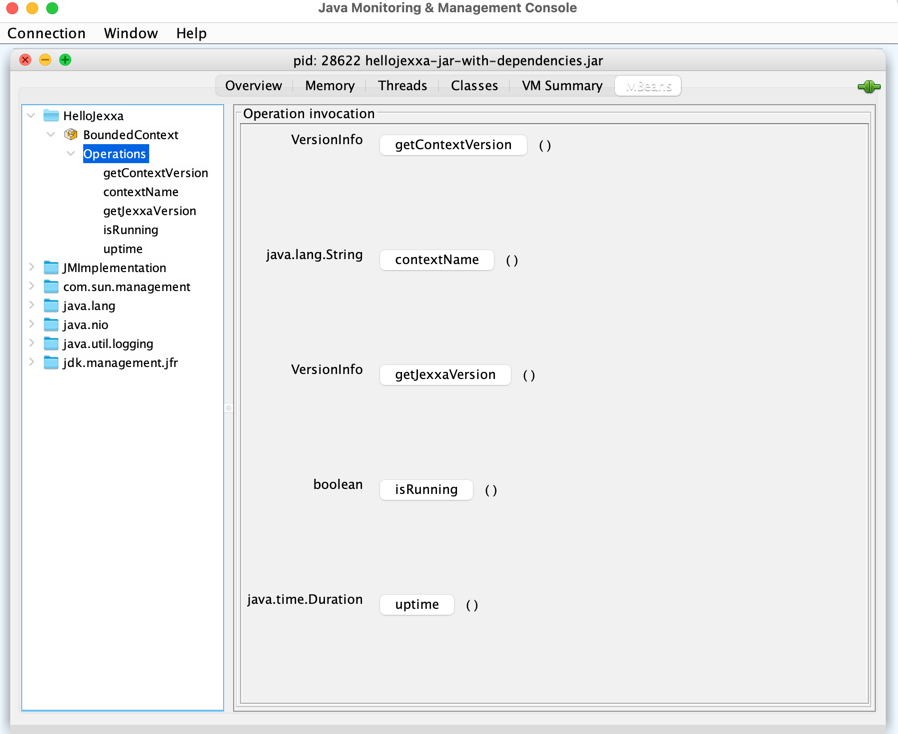 Java Monitoring & Management Console
Connection Window Help
pid: 28622 hellojexxa-jar-with-dependencies.jar
Overview Memory Threads Classes VM Summary MBeans
HelloJexxa
BoundedContext
Operations
getContextVersion
contextName
getJexxaVersion
isRunning
uptime
JMImplementation
com.sun.management
java.lang
java.nio
java.util.logging
jdk.management.jfr
Operation invocation
VersionInfo getContextVersion ( )
java.lang.String contextName ( )
VersionInfo getJexxaVersion ( )
boolean isRunning ( )
java.time.Duration uptime ( )